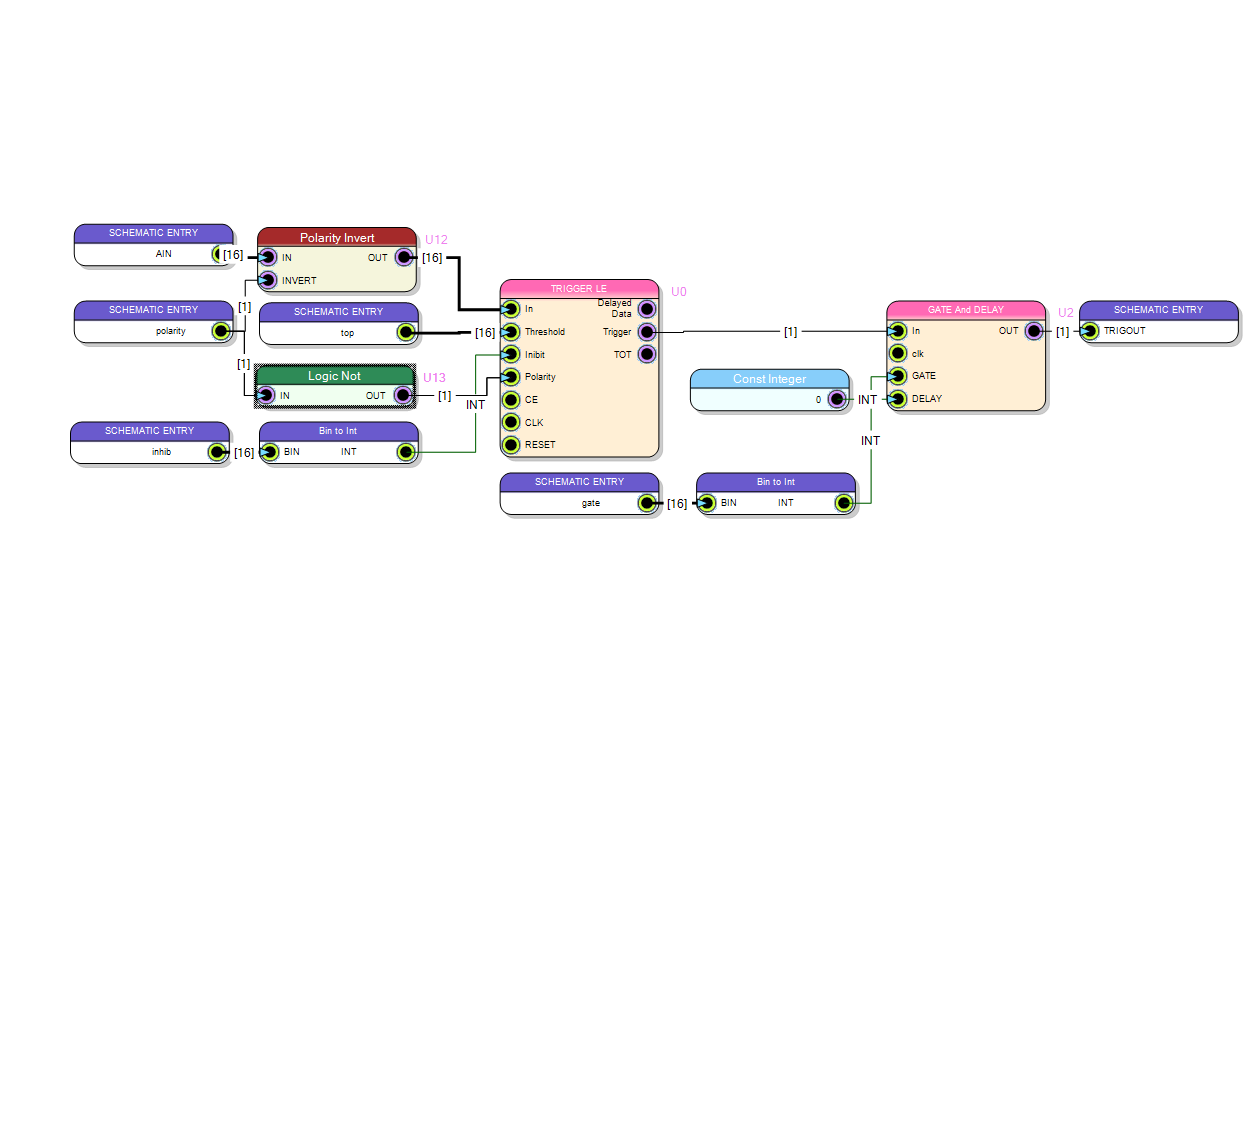 SCHEMATIC ENTRY
AIN
[16]
Polarity Invert
U12
IN
OUT
[16]
INVERT
[1]
SCHEMATIC ENTRY
polarity
SCHEMATIC ENTRY
top
[16]
[1]
Logic Not
U13
IN
OUT
[1]
INT
SCHEMATIC ENTRY
inhib
[16]
Bin to Int
BIN
INT
TRIGGER LE
U0
In
Delayed
Data
Threshold
Trigger
Inibit
TOT
Polarity
CE
CLK
RESET
[1]
Const Integer
0
INT
INT
SCHEMATIC ENTRY
gate
[16]
Bin to Int
BIN
INT
GATE And DELAY
U2
In
OUT
clk
GATE
DELAY
[1]
SCHEMATIC ENTRY
TRIGOUT